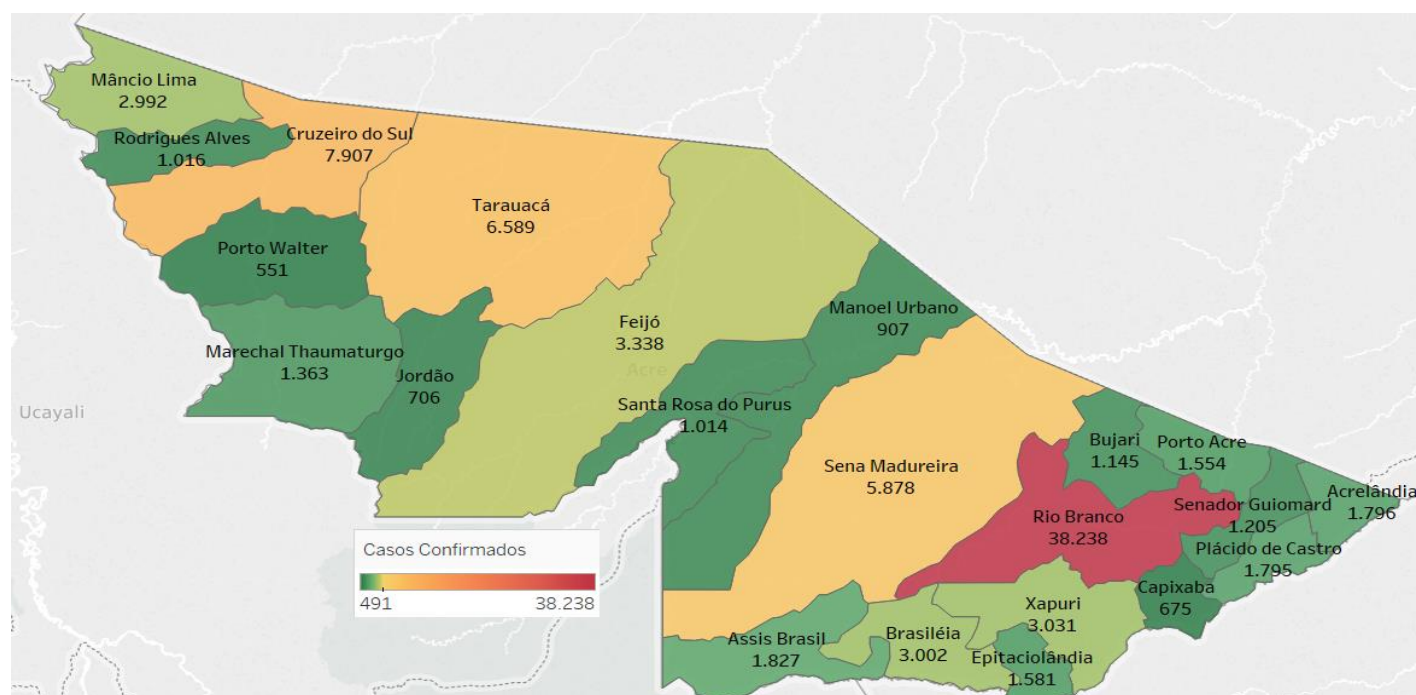 Mâncio Lima
2.992
Rodrigues Alves
1.016
Cruzeiro do Sul
7.907
Tarauacá
6.589
Porto Walter
551
Marechal Thaumaturgo
1.363
Jordão
706
Feijó
3.338
Acre
Manoel Urbano
907
Santa Rosa do Purus
1.014
Ucayali
Sena Madureira
5.878
Bujari
1.145
Porto Acre
1.554
Rio Branco
38.238
Senador Guiomard
1.205
Acrelândia
1.796
Plácido de Castro
1.795
Capixaba
675
Xapuri
3.031
Assis Brasil
1.827
Brasiléia
3.002
Epitaciolândia
1.581
Casos Confirmados
491
38.238